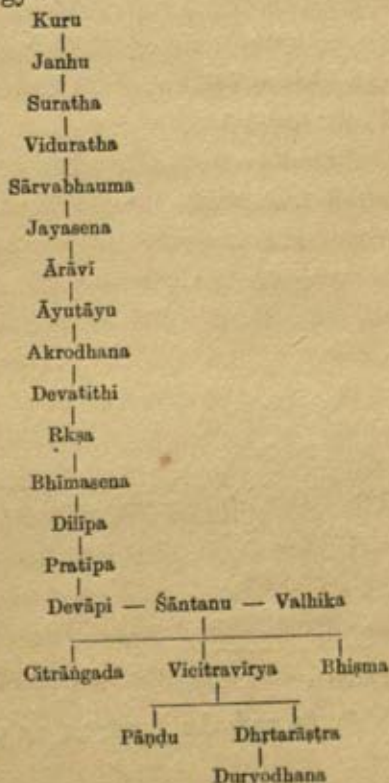 Kuru
Janhu
Suratha
Viduratha
Sārvabhauma
Jayasena
Ārāvī
Āyutāyu
Akrodhana
Devatithi
Rkṣa
Bhīmasena
Dilīpa
Pratīpa
Devāpi — Śāntanu — Valhika
Citrāṅgada Vicitravīrya Bhīṣma
Pāṇḍu Dhṛtarāṣṭra
Duryodhana